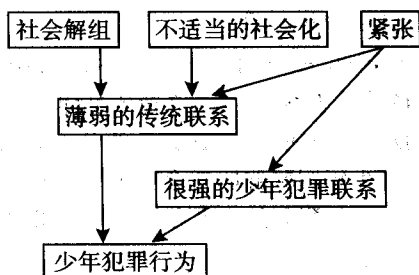 社会解组 不适当的社会化 紧张
薄弱的传统联系
很强的少年犯罪联系
少年犯罪行为